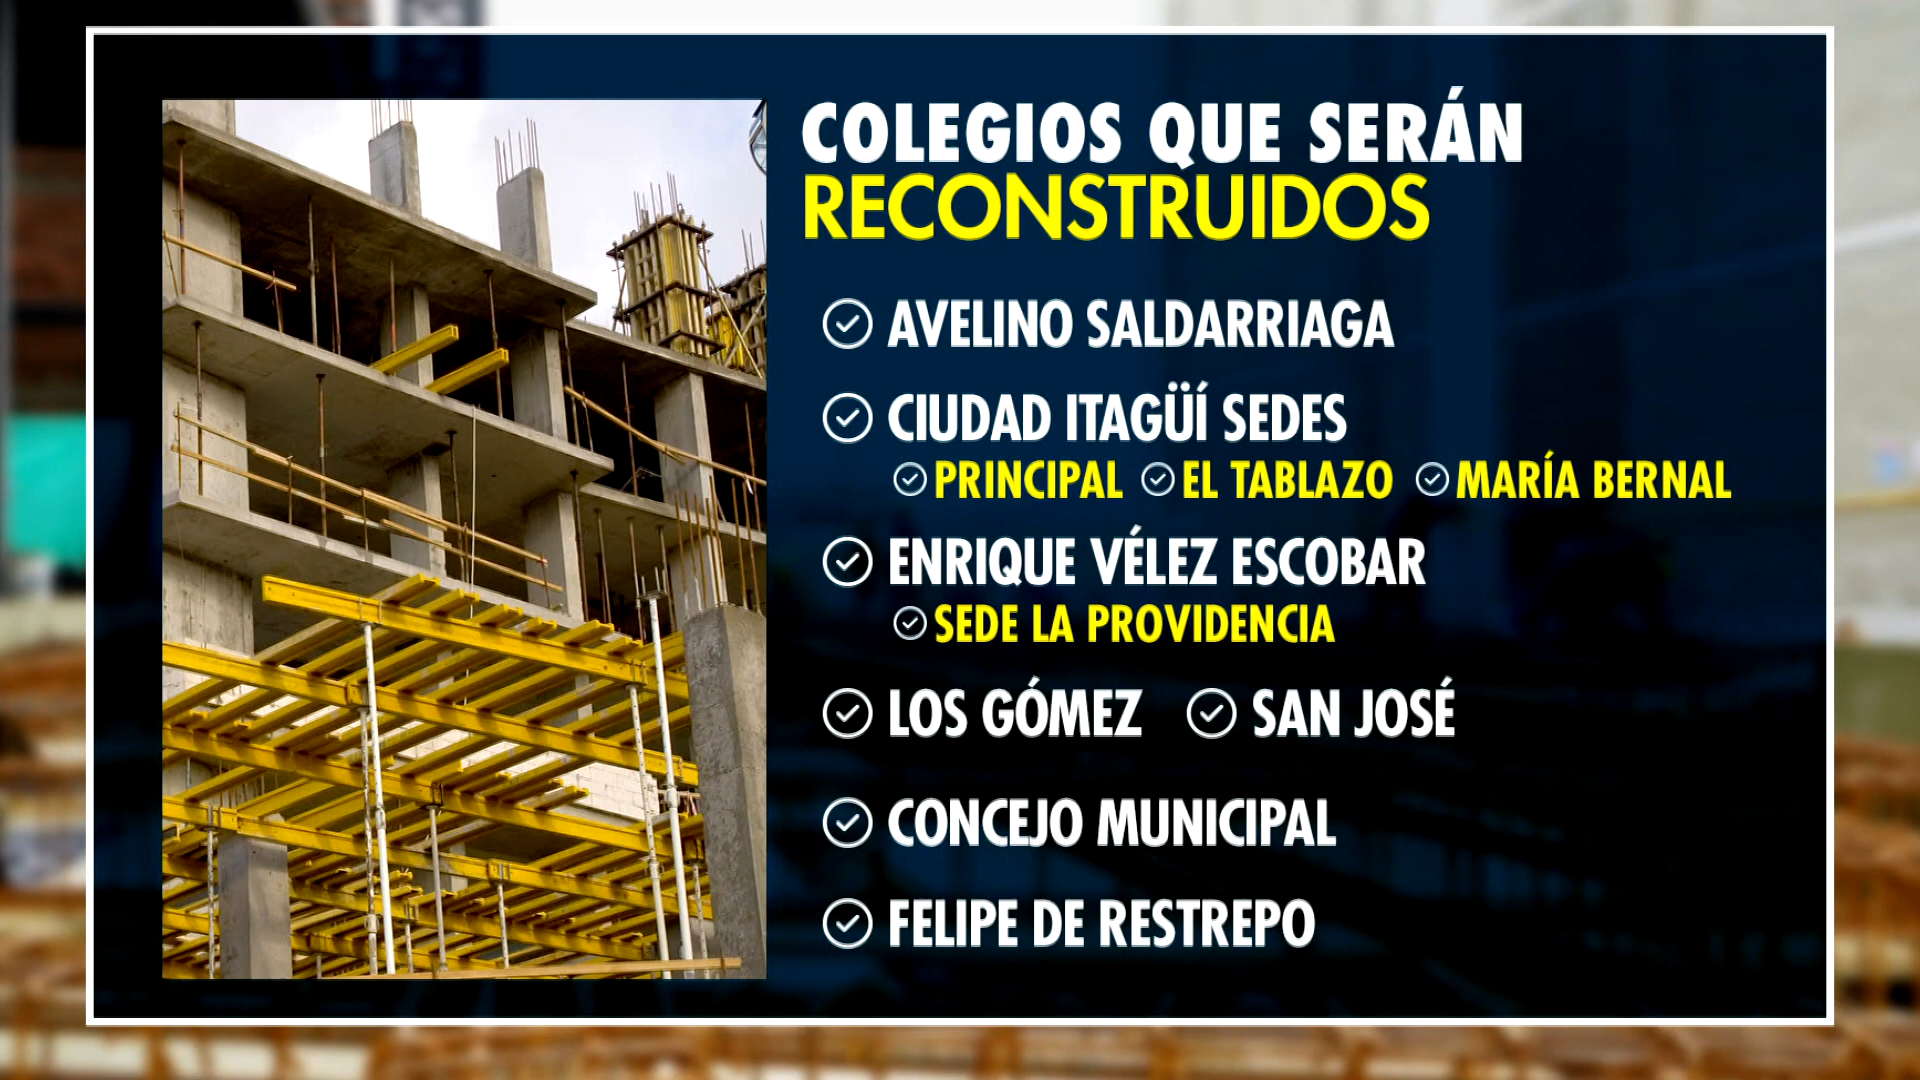 COLEGIOS QUE SERÁN
RECONSTRUIDOS
AVELINO SALDARRIAGA
CIUDAD ITAGÜÍ SEDES
PRINCIPAL EL TABLAZO MARÍA BERNAL
ENRIQUE VÉLEZ ESCOBAR
SEDE LA PROVIDENCIA
LOS GÓMEZ SAN JOSÉ
CONCEJO MUNICIPAL
FELIPE DE RESTREPO